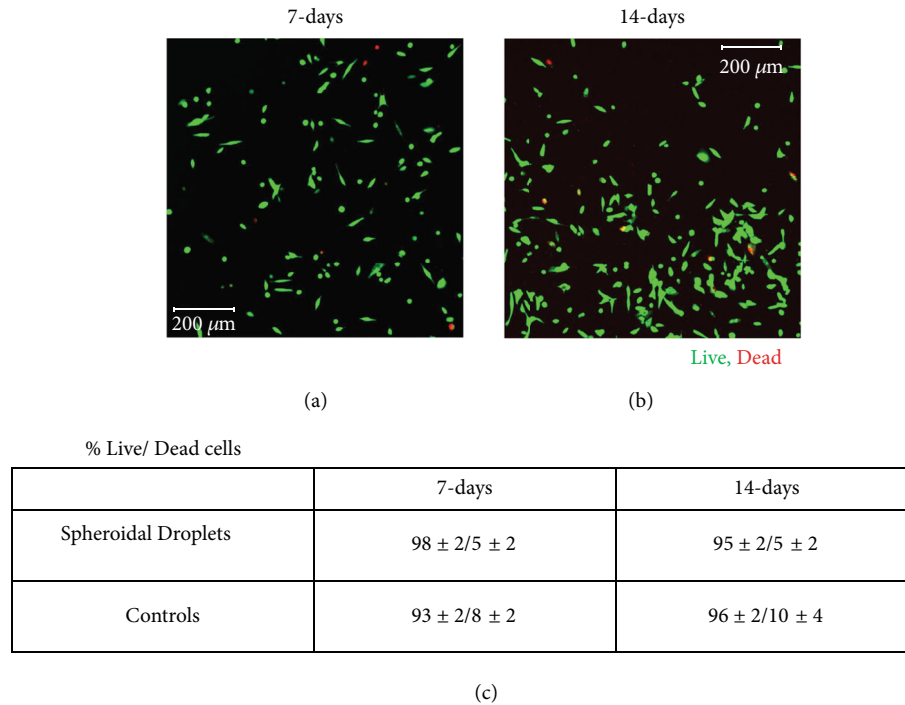 7-days 14-days
200 μm
200 μm
Live, Dead
(a) (b)
% Live/ Dead cells
7-days 14-days
Spheroidal Droplets 98 ± 2/5 ± 2 95 ± 2/5 ± 2
Controls 93 ± 2/8 ± 2 96 ± 2/10 ± 4
(c)